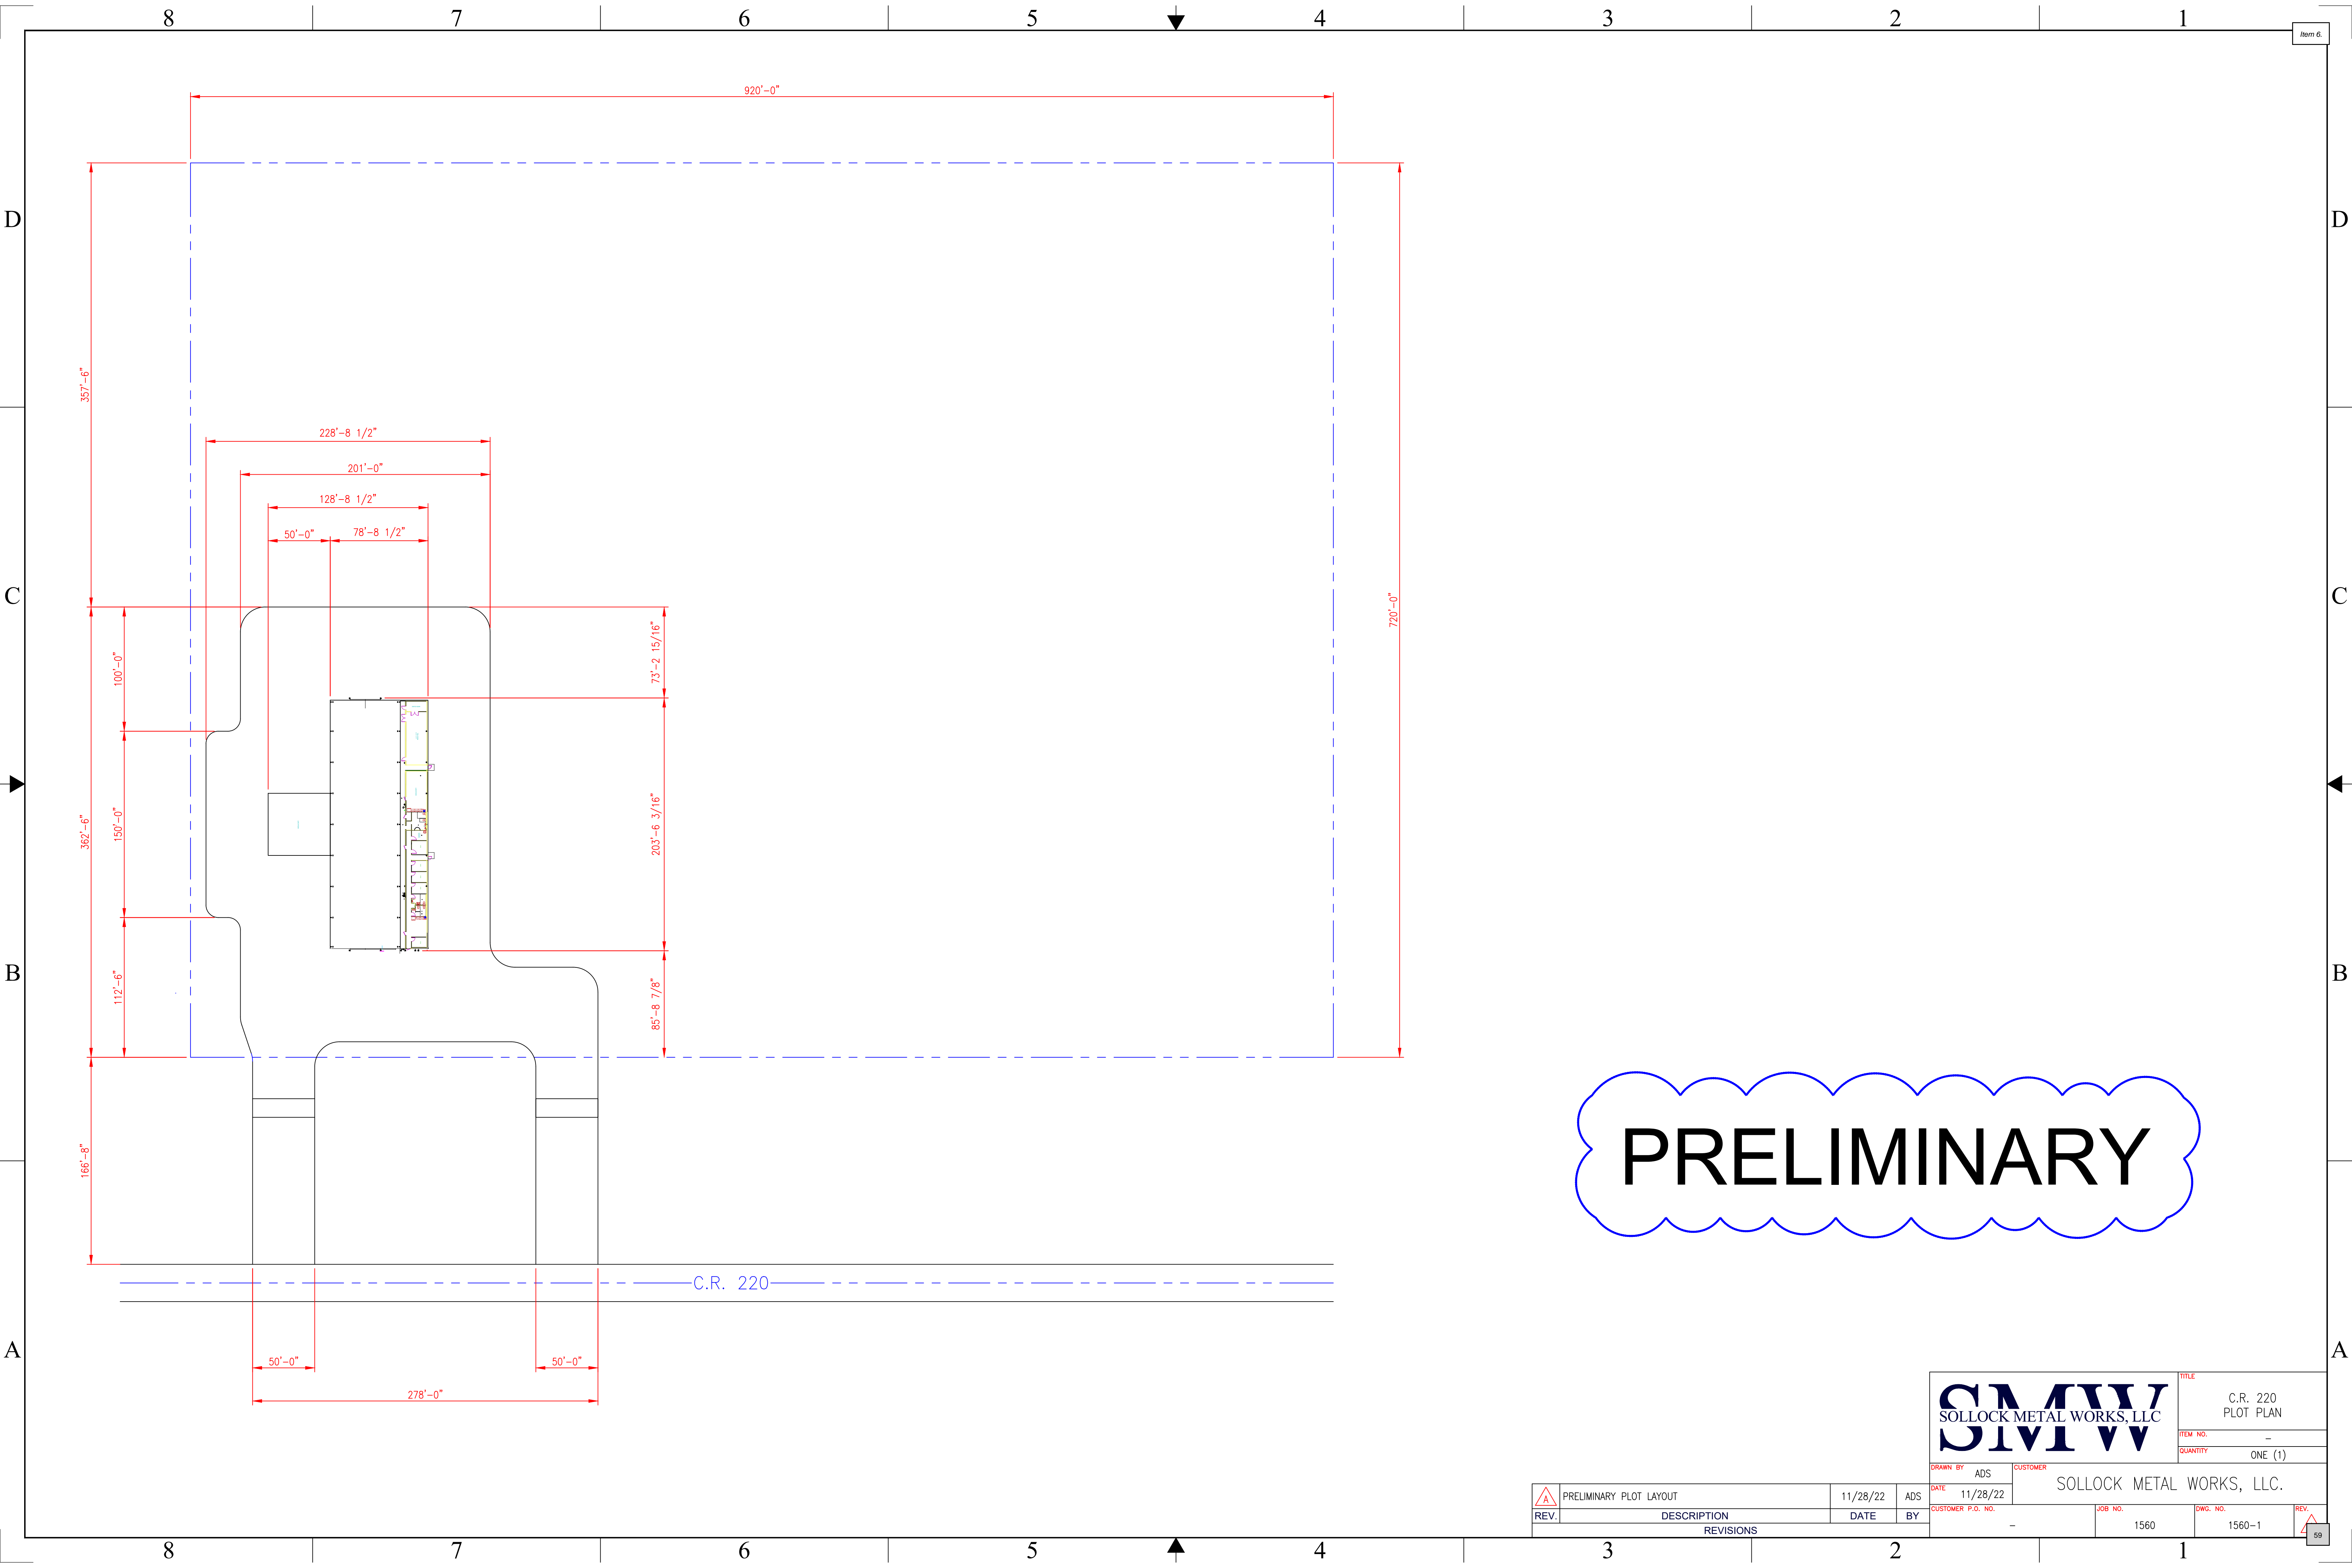 8 7 6 5 4 3 2 1
Item 6.
920'-0"
D
D
357'-6"
228'-8 1/2"
201'-0"
128'-8 1/2"
50'-0"
78'-8 1/2"
C
C
720'-0"
100'-0"
73'-2 15/16"
362'-6"
150'-0"
203'-6 3/16"
B
B
112'-6"
85'-8 7/8"
PRELIMINARY
166'-8"
C.R. 220
A
A
50'-0"
50'-0"
278'-0"
SMW
SOLLOCK METAL WORKS, LLC
TITLE
C.R. 220
PLOT PLAN
ITEM NO.
-
QUANTITY
ONE (1)
DRAWN BY
ADS
CUSTOMER
SOLLOCK METAL WORKS, LLC.
DATE
11/28/22
CUSTOMER P.O. NO.
-
JOB NO.
1560
DWG. NO.
1560-1
REV.
A PRELIMINARY PLOT LAYOUT 11/28/22 ADS
REV. DESCRIPTION DATE BY
REVISIONS
59
8 7 6 5 4 3 2 1